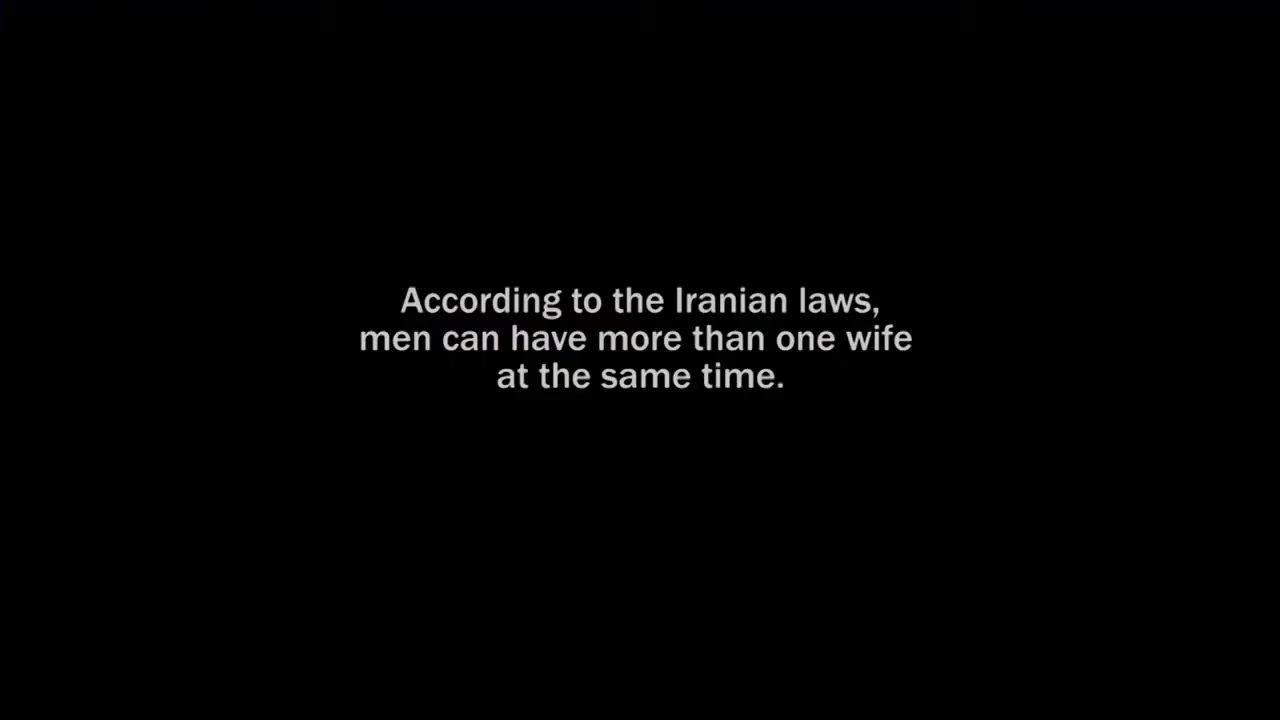 According to the Iranian laws,
men can have more than one wife
at the same time.